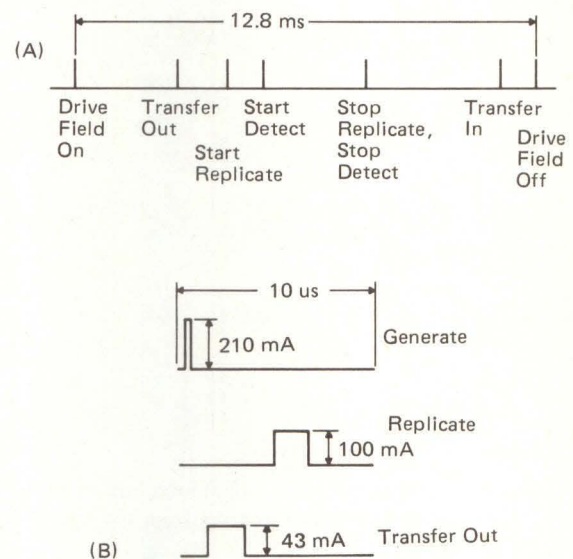 12.8 ms
(A)
Drive
Field
On
Transfer
Out
Start
Replicate
Start
Detect
Stop
Replicate,
Stop
Detect
Transfer
In
Drive
Field
Off
10 us
210 mA
Generate
Replicate
100 mA
(B)
43 mA
Transfer Out